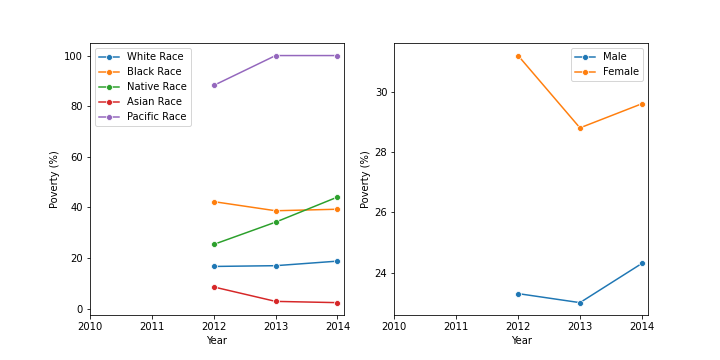 White Race
Black Race
Native Race
Asian Race
Pacific Race
100
80
60
40
20
0
Poverty (%)
2010 2011 2012 2013 2014
Year
Male
Female
30
28
26
24
Poverty (%)
2010 2011 2012 2013 2014
Year